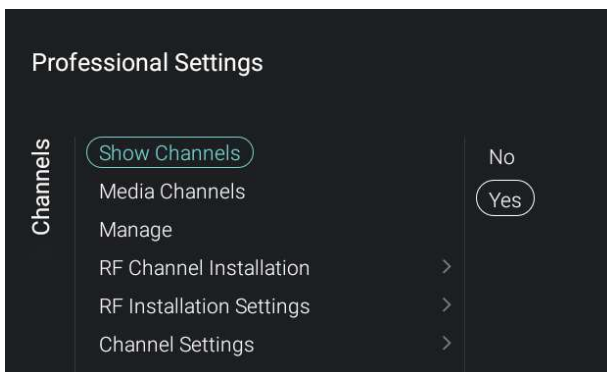 Professional Settings
Channels
Show Channels
No
Media Channels
Yes
Manage
RF Channel Installation
RF Installation Settings
Channel Settings